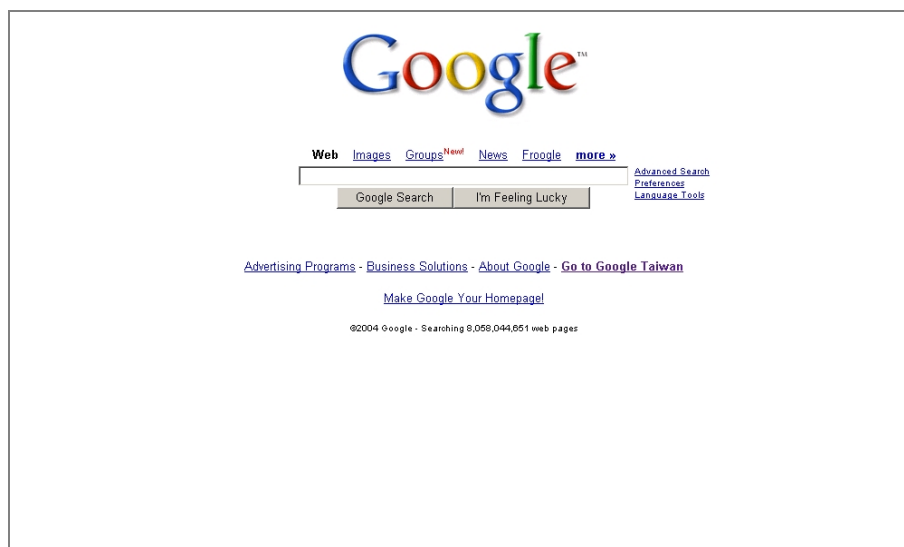 Google™
Web Images Groups New! News Froogle more »
Advanced Search
Preferences
Language Tools
Google Search I'm Feeling Lucky
Advertising Programs - Business Solutions - About Google - Go to Google Taiwan
Make Google Your Homepage!
©2004 Google - Searching 8,058,044,651 web pages